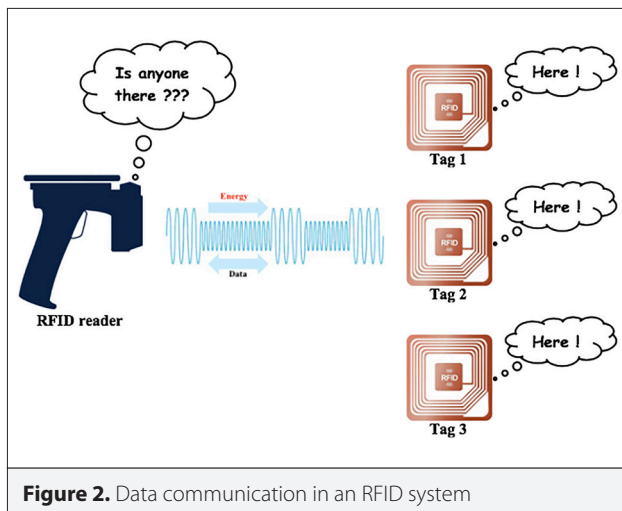 Is anyone
there ???
Here !
RFID
Tag 1
Energy
Data
Here !
RFID
Tag 2
RFID reader
Here !
RFID
Tag 3
Figure 2. Data communication in an RFID system